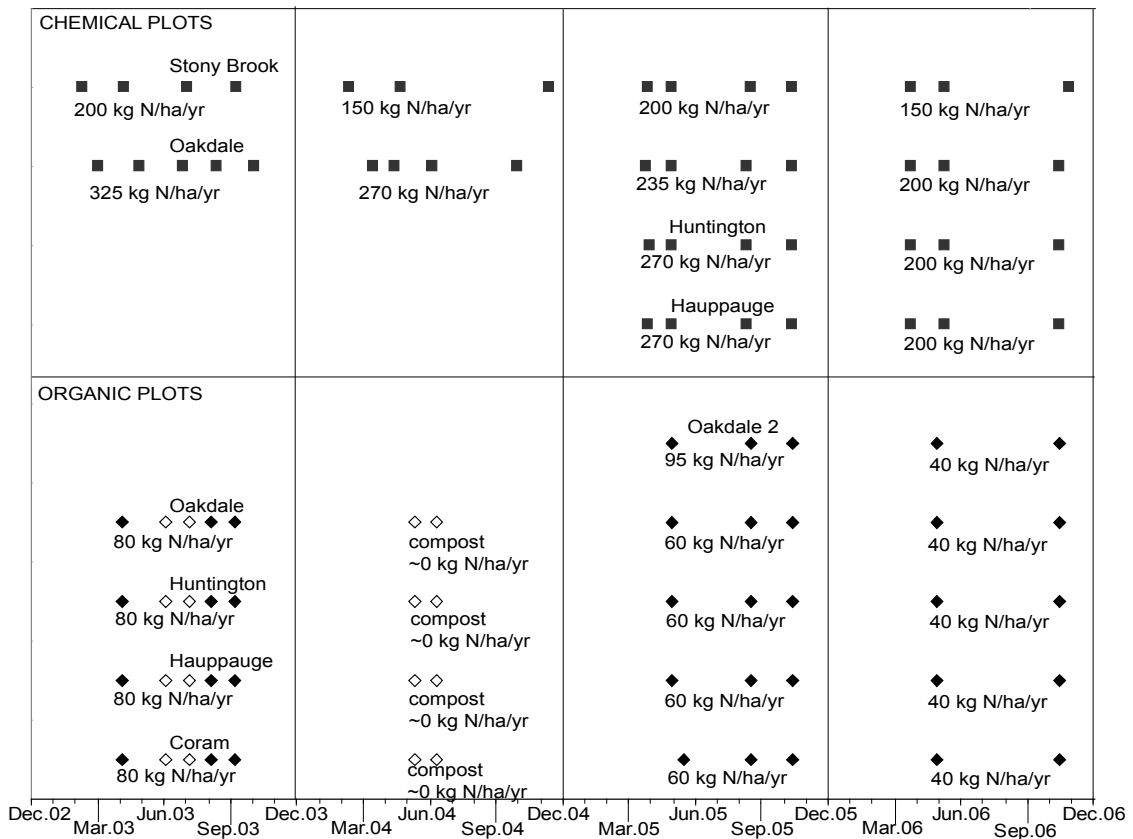 CHEMICAL PLOTS
Stony Brook
200 kg N/ha/yr
150 kg N/ha/yr
200 kg N/ha/yr
150 kg N/ha/yr
Oakdale
325 kg N/ha/yr
270 kg N/ha/yr
235 kg N/ha/yr
200 kg N/ha/yr
Huntington
270 kg N/ha/yr
200 kg N/ha/yr
Hauppauge
270 kg N/ha/yr
200 kg N/ha/yr
ORGANIC PLOTS
Oakdale 2
95 kg N/ha/yr
40 kg N/ha/yr
Oakdale
80 kg N/ha/yr
compost
~0 kg N/ha/yr
60 kg N/ha/yr
40 kg N/ha/yr
Huntington
80 kg N/ha/yr
compost
~0 kg N/ha/yr
60 kg N/ha/yr
40 kg N/ha/yr
Hauppauge
80 kg N/ha/yr
compost
~0 kg N/ha/yr
60 kg N/ha/yr
40 kg N/ha/yr
Coram
80 kg N/ha/yr
compost
~0 kg N/ha/yr
60 kg N/ha/yr
40 kg N/ha/yr
Dec.02 Jun.03 Dec.03 Jun.04 Dec.04 Jun.05 Dec.05 Jun.06 Dec.06
Mar.03 Sep.03 Mar.04 Sep.04 Mar.05 Sep.05 Mar.06 Sep.06